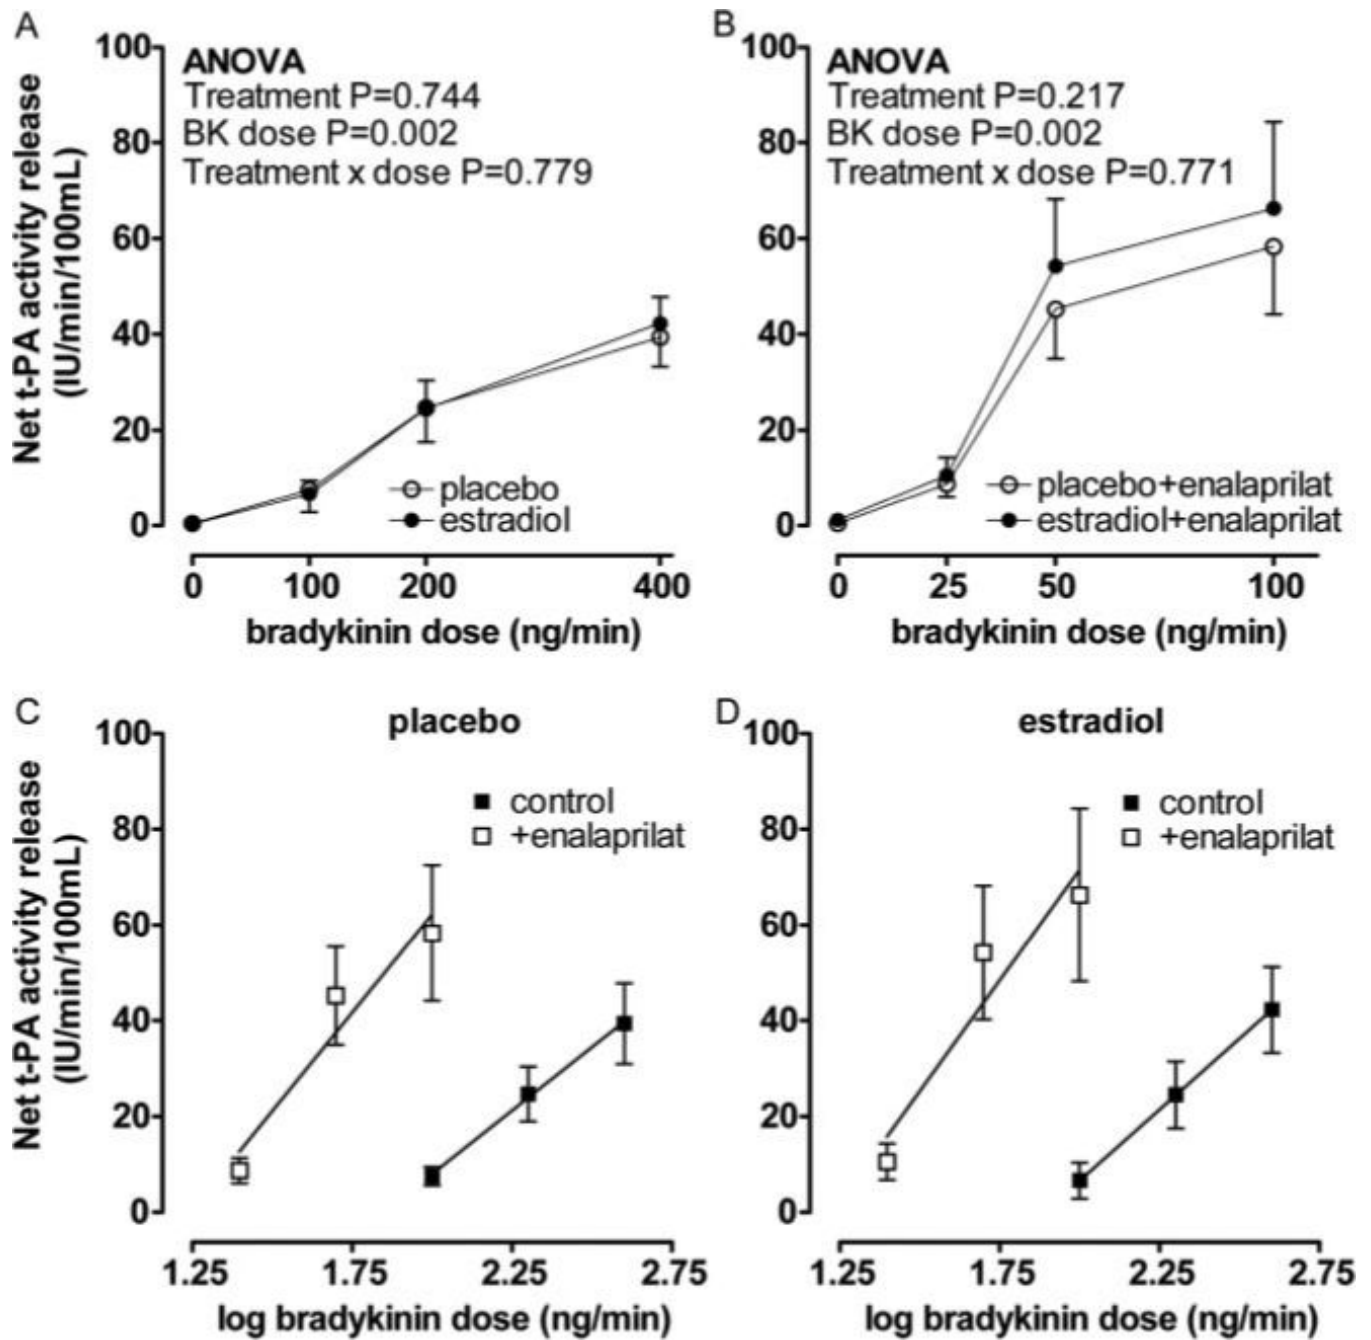 A
ANOVA
Treatment P=0.744
BK dose P=0.002
Treatment x dose P=0.779
Net t-PA activity release
(IU/min/100mL)
100
80
60
40
20
0
placebo
estradiol
0 100 200 400
bradykinin dose (ng/min)
B
ANOVA
Treatment P=0.217
BK dose P=0.002
Treatment x dose P=0.771
100
80
60
40
20
0
placebo+enalaprilat
estradiol+enalaprilat
0 25 50 100
bradykinin dose (ng/min)
C
placebo
control
+enalaprilat
Net t-PA activity release
(IU/min/100mL)
100
80
60
40
20
0
1.25 1.75 2.25 2.75
log bradykinin dose (ng/min)
D
estradiol
control
+enalaprilat
100
80
60
40
20
0
1.25 1.75 2.25 2.75
log bradykinin dose (ng/min)